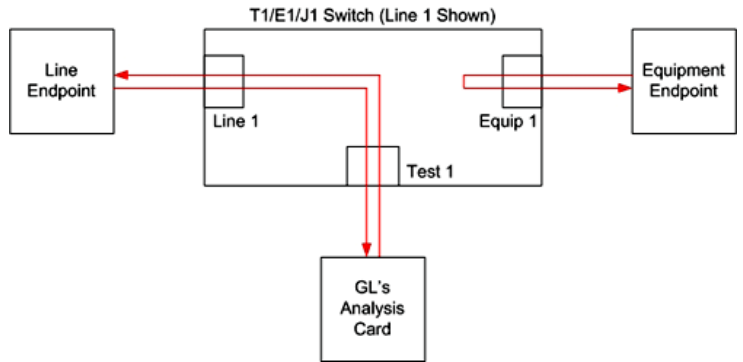 T1/E1/J1 Switch (Line 1 Shown)
Line
Endpoint
Equipment
Endpoint
Line 1
Equip 1
Test 1
GL's
Analysis
Card